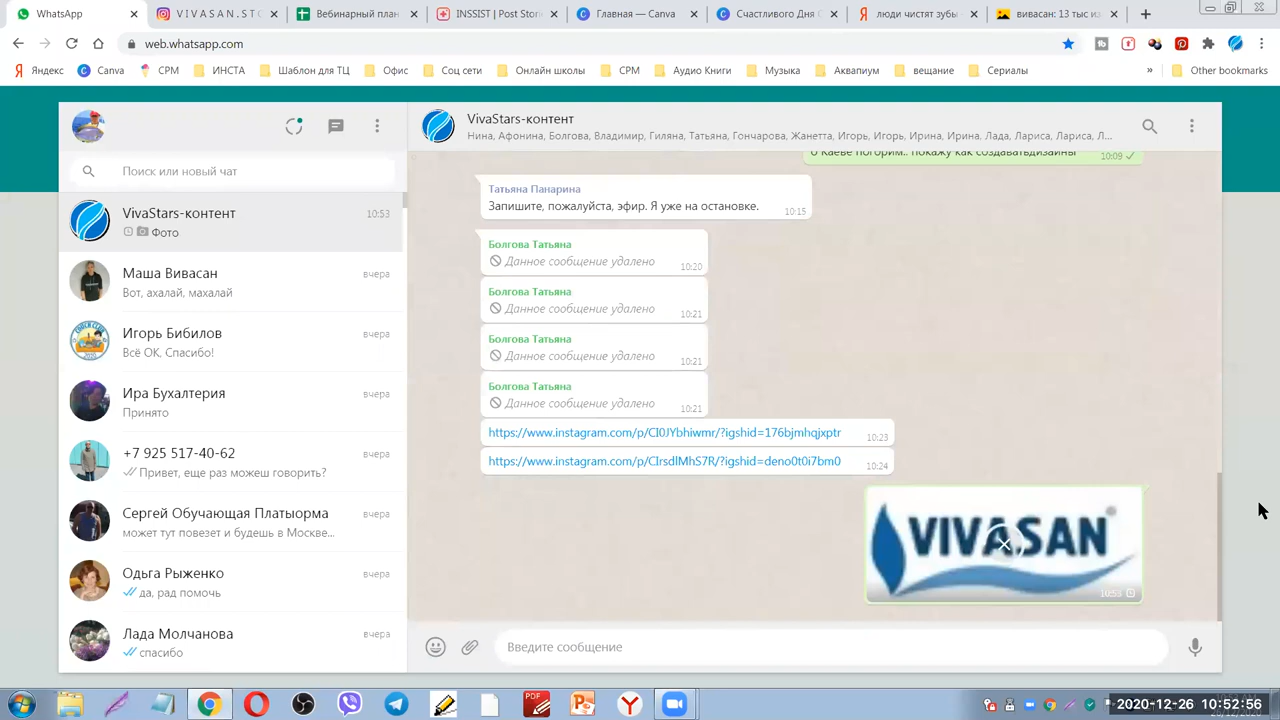 WhatsApp
V I V A S A N . S T O
Вебинарный план
INSSIST | Post Store
Главная — Canva
Счастливого Дня С
люди чистят зубы
вивасан: 13 тыс из
web.whatsapp.com
Яндекс
Canva
СРМ
ИНСТА
Шаблон для ТЦ
Офис
Соц сети
Онлайн школы
СРМ
Аудио Книги
Музыка
Аквапиум
вещание
Сериалы
»
Other bookmarks
Поиск или новый чат
VivaStars-контент
10:53
Фото
Маша Вивасан
вчера
Вот, ахалай, махалай
Игорь Бибилов
вчера
Всё ОК, Спасибо!
Ира Бухалтерия
вчера
Принято
+7 925 517-40-62
вчера
Привет, еще раз можеш говорить?
Сергей Обучающая Платыорма
вчера
может тут повезет и будешь в Москве...
Одьга Рыженко
вчера
да, рад помочь
Лада Молчанова
вчера
спасибо
VivaStars-контент
Нина, Афонина, Болгова, Владимир, Гиляна, Татьяна, Гончарова, Жанетта, Игорь, Игорь, Ирина, Ирина. Лада, Лариса, Лариса, Л...
о Каеве погорим.. покажу как создаватьдизаины
10:09
Татьяна Панарина
Запишите, пожалуйста, эфир. Я уже на остановке.
10:15
Болгова Татьяна
Данное сообщение удалено
10:20
Болгова Татьяна
Данное сообщение удалено
10:21
Болгова Татьяна
Данное сообщение удалено
10:21
Болгова Татьяна
Данное сообщение удалено
10:21
https://www.instagram.com/p/CI0JYbhiwmr/?igshid=176bjmhqjxptr
10:23
https://www.instagram.com/p/CIrsdlMhS7R/?igshid=deno0t0i7bm0
10:24
VIVASAN
10:53
Введите сообщение
PDF
2020-12-26 10:52:56